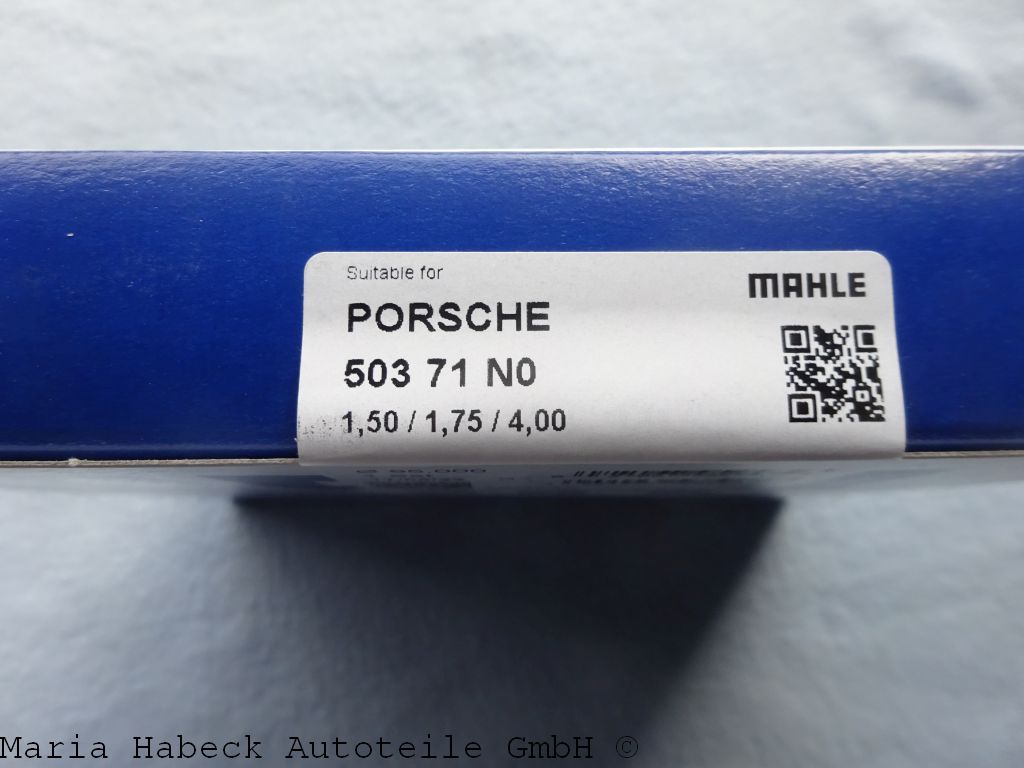 Suitable for
MAHLE
PORSCHE
503 71 N0
1,50 / 1,75 / 4,00
Maria Habeck Autoteile GmbH ©